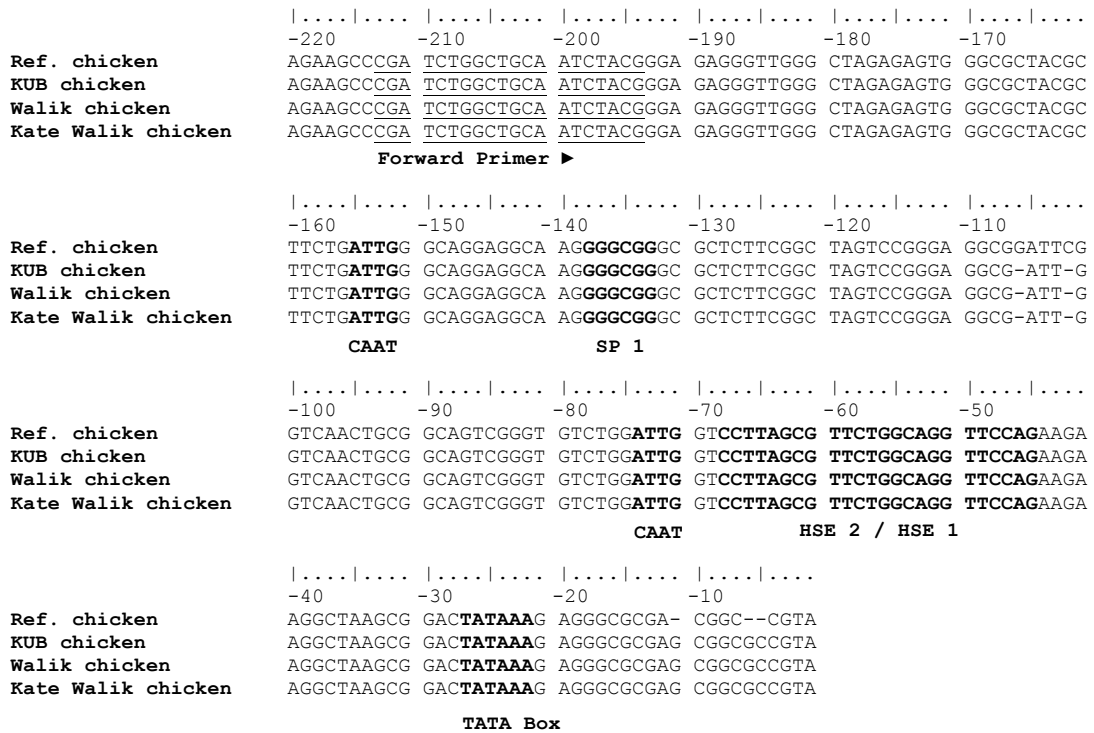 |....|.... |....|.... |....|.... |....|.... |....|.... |....|....
-220 -210 -200 -190 -180 -170
Ref. chicken AGAAGCCCGA TCTGGCTGCA ATCTACGGGA GAGGGTTGGG CTAGAGAGTG GGCGCTACGC
KUB chicken AGAAGCCCGA TCTGGCTGCA ATCTACGGGA GAGGGTTGGG CTAGAGAGTG GGCGCTACGC
Walik chicken AGAAGCCCGA TCTGGCTGCA ATCTACGGGA GAGGGTTGGG CTAGAGAGTG GGCGCTACGC
Kate Walik chicken AGAAGCCCGA TCTGGCTGCA ATCTACGGGA GAGGGTTGGG CTAGAGAGTG GGCGCTACGC
Forward Primer ►
|....|.... |....|.... |....|.... |....|.... |....|.... |....|....
-160 -150 -140 -130 -120 -110
Ref. chicken TTCTGATTGG GCAGGAGGCA AGGGGCGGGC GCTCTTCGGC TAGTCCGGGA GGCGGATTCG
KUB chicken TTCTGATTGG GCAGGAGGCA AGGGGCGGGC GCTCTTCGGC TAGTCCGGGA GGCG-ATT-G
Walik chicken TTCTGATTGG GCAGGAGGCA AGGGGCGGGC GCTCTTCGGC TAGTCCGGGA GGCG-ATT-G
Kate Walik chicken TTCTGATTGG GCAGGAGGCA AGGGGCGGGC GCTCTTCGGC TAGTCCGGGA GGCG-ATT-G
CAAT SP 1
|....|.... |....|.... |....|.... |....|.... |....|.... |....|....
-100 -90 -80 -70 -60 -50
Ref. chicken GTCAACTGCG GCAGTCGGGT GTCTGGATTG GTCCTTAGCG TTCTGGCAGG TTCCAGAAGA
KUB chicken GTCAACTGCG GCAGTCGGGT GTCTGGATTG GTCCTTAGCG TTCTGGCAGG TTCCAGAAGA
Walik chicken GTCAACTGCG GCAGTCGGGT GTCTGGATTG GTCCTTAGCG TTCTGGCAGG TTCCAGAAGA
Kate Walik chicken GTCAACTGCG GCAGTCGGGT GTCTGGATTG GTCCTTAGCG TTCTGGCAGG TTCCAGAAGA
CAAT HSE 2 / HSE 1
|....|.... |....|.... |....|.... |....|....
-40 -30 -20 -10
Ref. chicken AGGCTAAGCG GACTATAAAG AGGGCGCGA- CGGC--CGTA
KUB chicken AGGCTAAGCG GACTATAAAG AGGGCGCGAG CGGCGCCGTA
Walik chicken AGGCTAAGCG GACTATAAAG AGGGCGCGAG CGGCGCCGTA
Kate Walik chicken AGGCTAAGCG GACTATAAAG AGGGCGCGAG CGGCGCCGTA
TATA Box